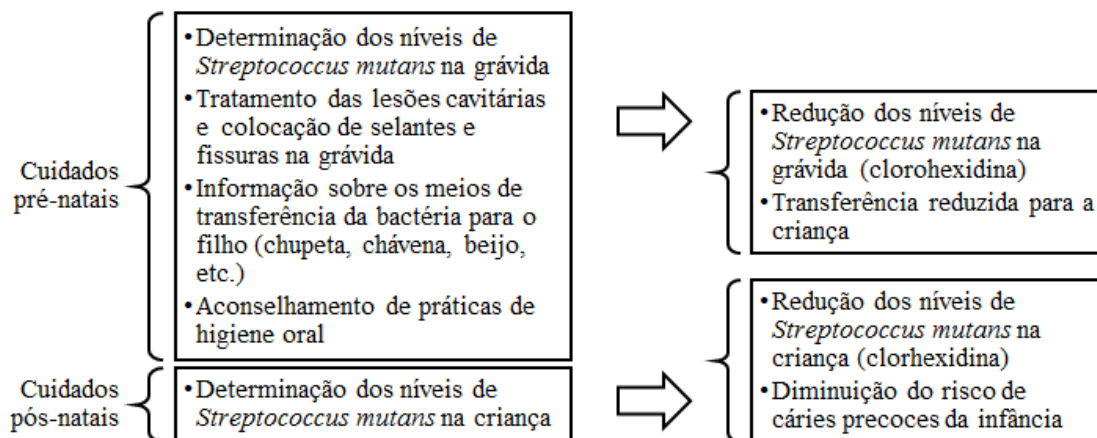 Cuidados
pré-natais
•Determinação dos níveis de
Streptococcus mutans na grávida
•Tratamento das lesões cavitárias
e colocação de selantes e
fissuras na grávida
•Informação sobre os meios de
transferência da bactéria para o
filho (chupeta, chávena, beijo,
etc.)
•Aconselhamento de práticas de
higiene oral
•Redução dos níveis de
Streptococcus mutans na
grávida (clorohexidina)
•Transferência reduzida para a
criança
Cuidados
pós-natais
•Determinação dos níveis de
Streptococcus mutans na criança
•Redução dos níveis de
Streptococcus mutans na
criança (clorhexidina)
•Diminuição do risco de
cáries precoces da infância